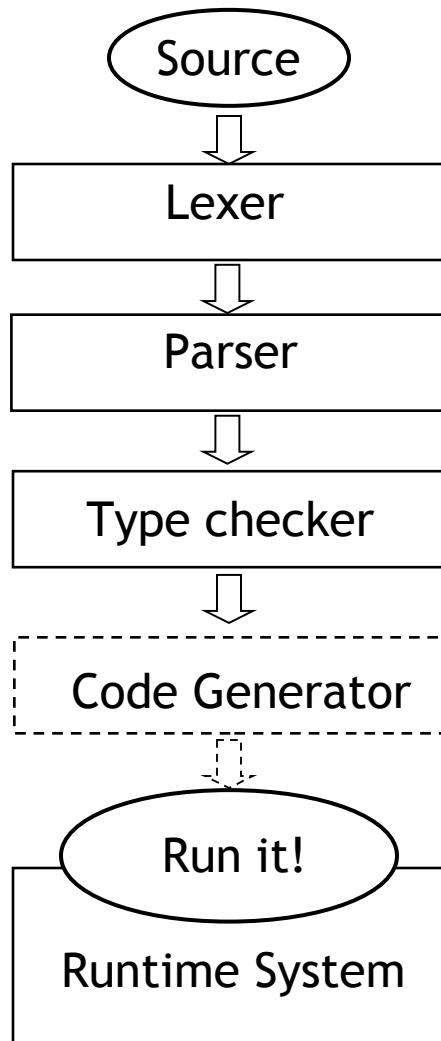 Source
Lexer
Parser
Type checker
Code Generator
Run it!
Runtime System